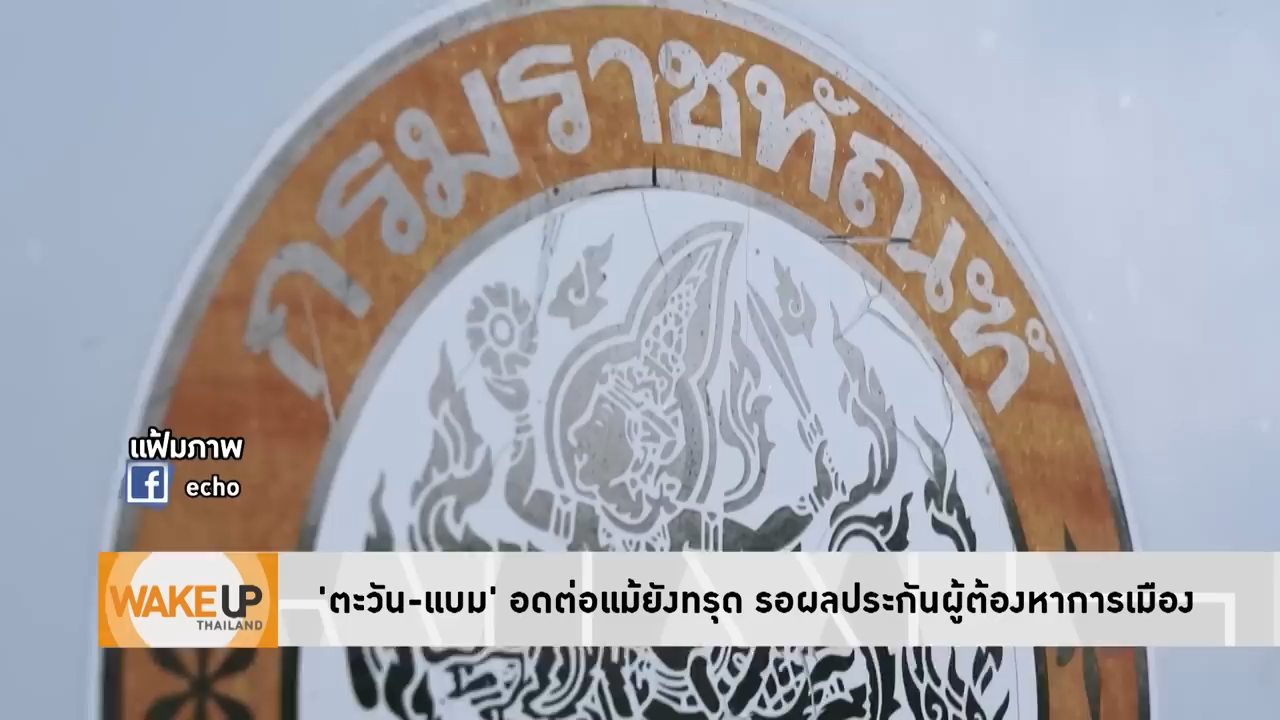 กรมราชทัณฑ์
แฟ้มภาพ
f echo
WAKE UP
THAILAND
'ตะวัน-แบม' อดต่อแม้ยังทรุด รอผลประกันผู้ต้องหาการเมือง